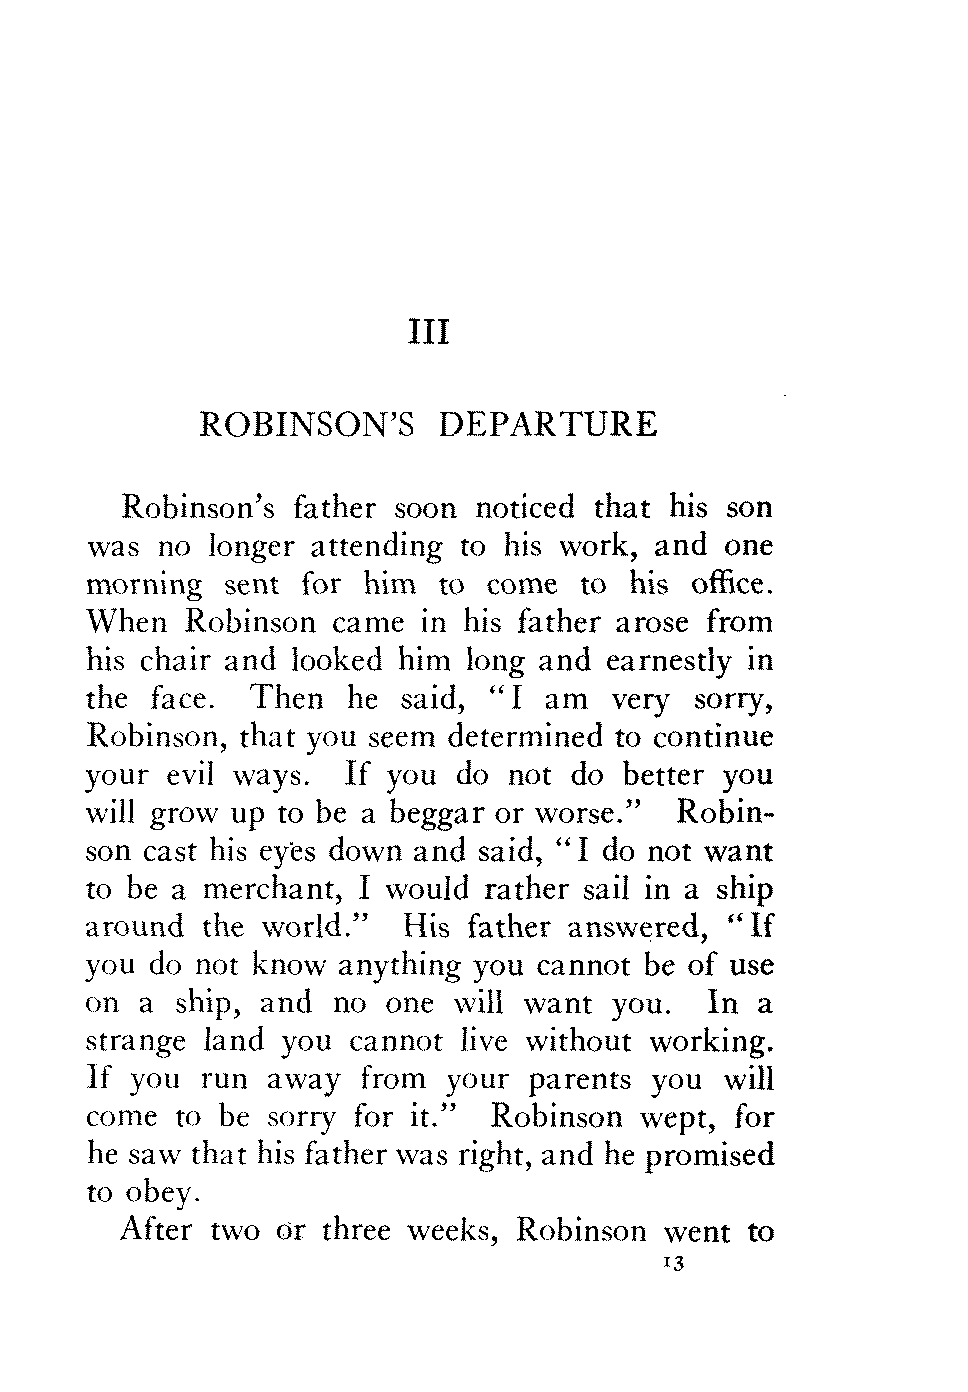 III
ROBINSON'S DEPARTURE
Robinson's father soon noticed that his son
was no longer attending to his work, and one
morning sent for him to come to his office.
When Robinson came in his father arose from
his chair and looked him long and earnestly in
the face. Then he said, “I am very sorry,
Robinson, that you seem determined to continue
your evil ways. If you do not do better you
will grow up to be a beggar or worse.” Robin-
son cast his eyes down and said, “I do not want
to be a merchant, I would rather sail in a ship
around the world.” His father answered, “If
you do not know anything you cannot be of use
on a ship, and no one will want you. In a
strange land you cannot live without working.
If you run away from your parents you will
come to be sorry for it.” Robinson wept, for
he saw that his father was right, and he promised
to obey.
After two or three weeks, Robinson went to
13